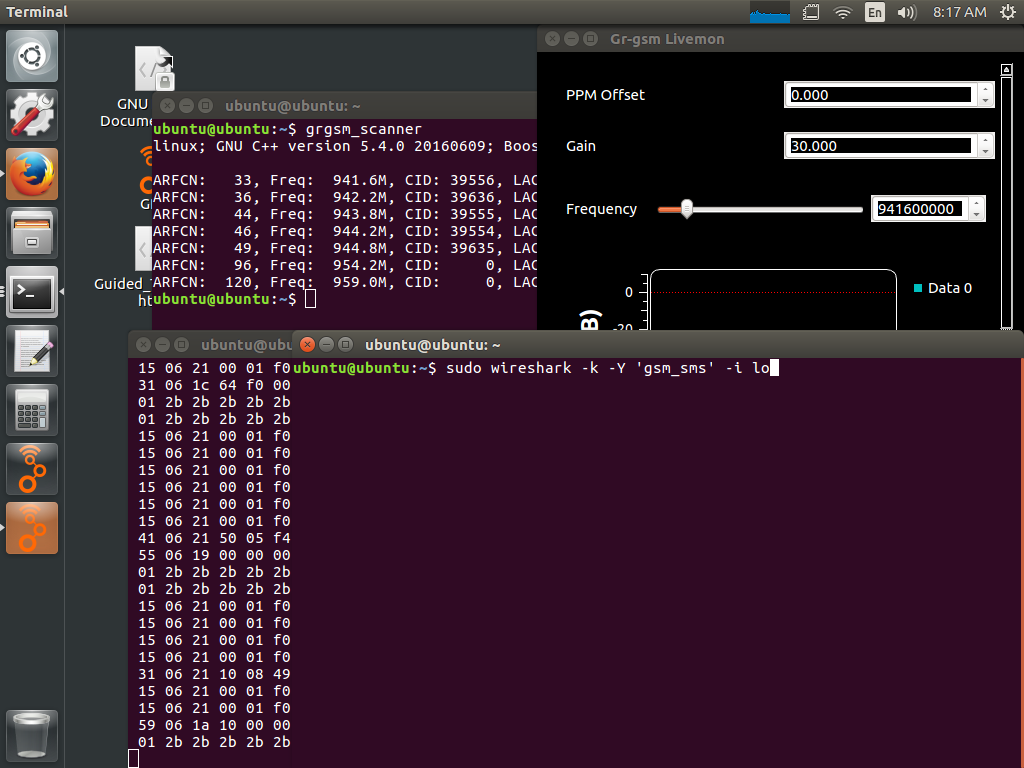 Terminal
En
8:17 AM
GNU
Docume
Guided_
ht
ubuntu@ubuntu: ~
ubuntu@ubuntu:~$ grgsm_scanner
linux; GNU C++ version 5.4.0 20160609; Boos
ARFCN:   33, Freq:  941.6M, CID: 39556, LAC
ARFCN:   36, Freq:  942.2M, CID: 39636, LAC
ARFCN:   44, Freq:  943.8M, CID: 39555, LAC
ARFCN:   46, Freq:  944.2M, CID: 39554, LAC
ARFCN:   49, Freq:  944.8M, CID: 39635, LAC
ARFCN:   96, Freq:  954.2M, CID:     0, LAC
ARFCN:  120, Freq:  959.0M, CID:     0, LAC
ubuntu@ubuntu:~$
Gr-gsm Livemon
PPM Offset
0.000
Gain
30.000
Frequency
941600000
0
-20
B)
Data 0
ubuntu@ubu
15 06 21 00 01 f0
31 06 1c 64 f0 00
01 2b 2b 2b 2b 2b
01 2b 2b 2b 2b 2b
15 06 21 00 01 f0
15 06 21 00 01 f0
15 06 21 00 01 f0
15 06 21 00 01 f0
15 06 21 00 01 f0
15 06 21 00 01 f0
41 06 21 50 05 f4
55 06 19 00 00 00
01 2b 2b 2b 2b 2b
01 2b 2b 2b 2b 2b
15 06 21 00 01 f0
15 06 21 00 01 f0
15 06 21 00 01 f0
15 06 21 00 01 f0
31 06 21 10 08 49
15 06 21 00 01 f0
15 06 21 00 01 f0
59 06 1a 10 00 00
01 2b 2b 2b 2b 2b
ubuntu@ubuntu: ~
ubuntu@ubuntu:~$ sudo wireshark -k -Y 'gsm_sms' -i lo